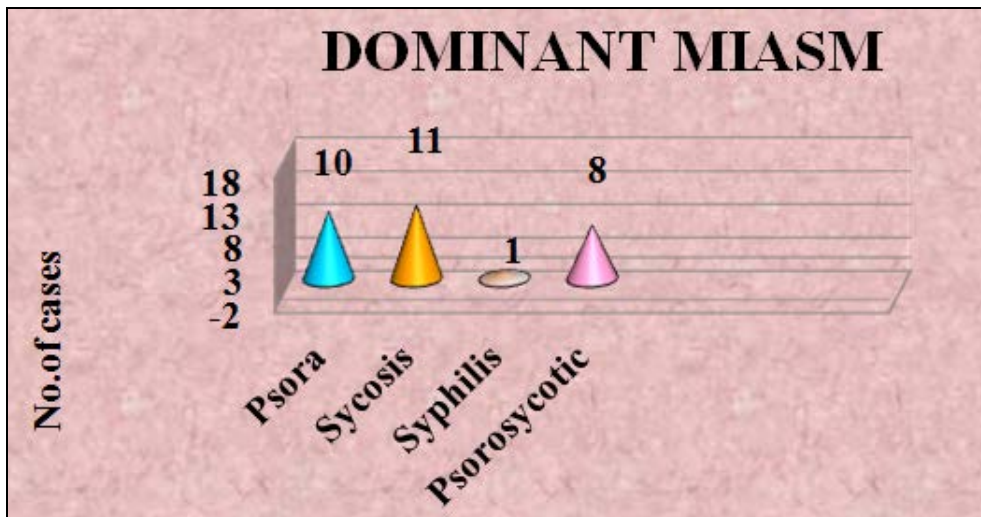 DOMINANT MIASM
11
10
8
1
18
13
8
3
-2
No.of cases
Psora
Sycosis
Syphilis
Psorosycotic